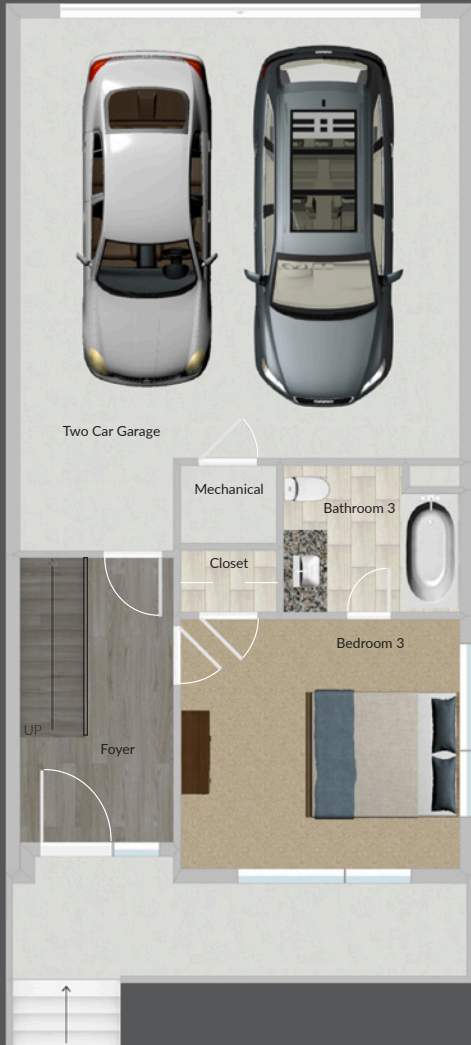 Two Car Garage
Mechanical
Bathroom 3
Closet
Bedroom 3
UP
Foyer